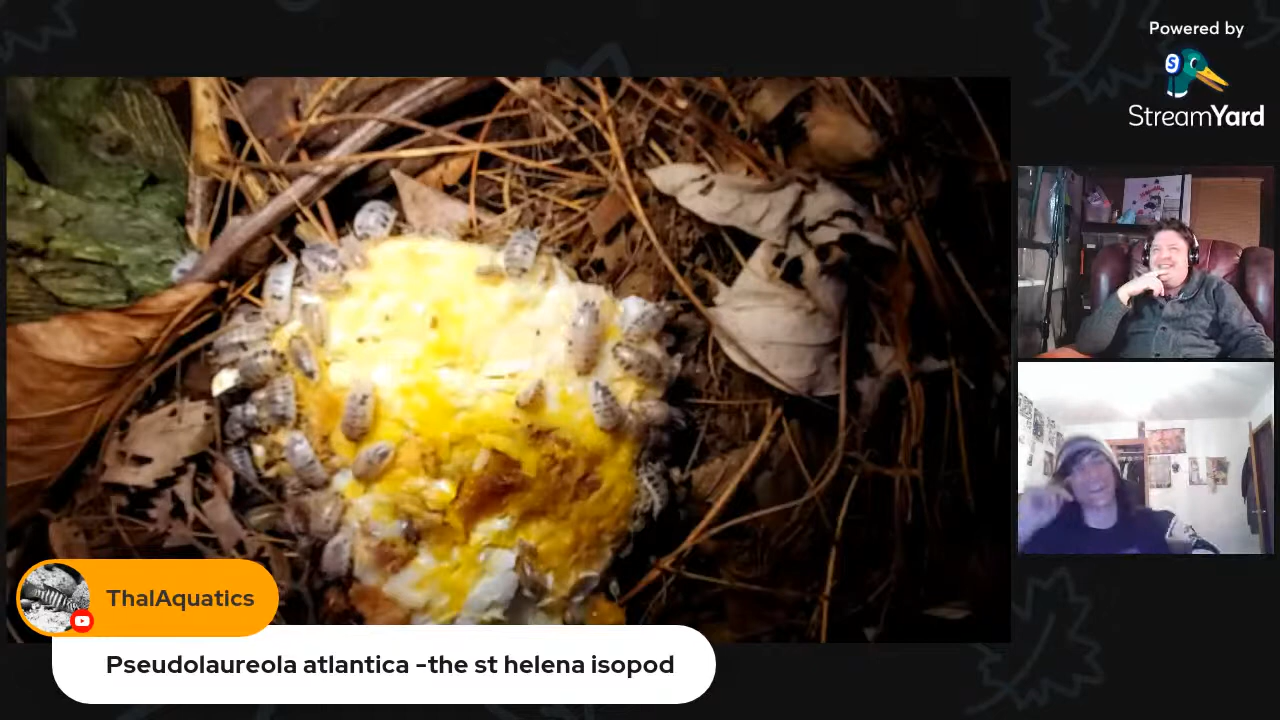 Powered by
S
StreamYard
ThalAquatics
Pseudolaureola atlantica -the st helena isopod